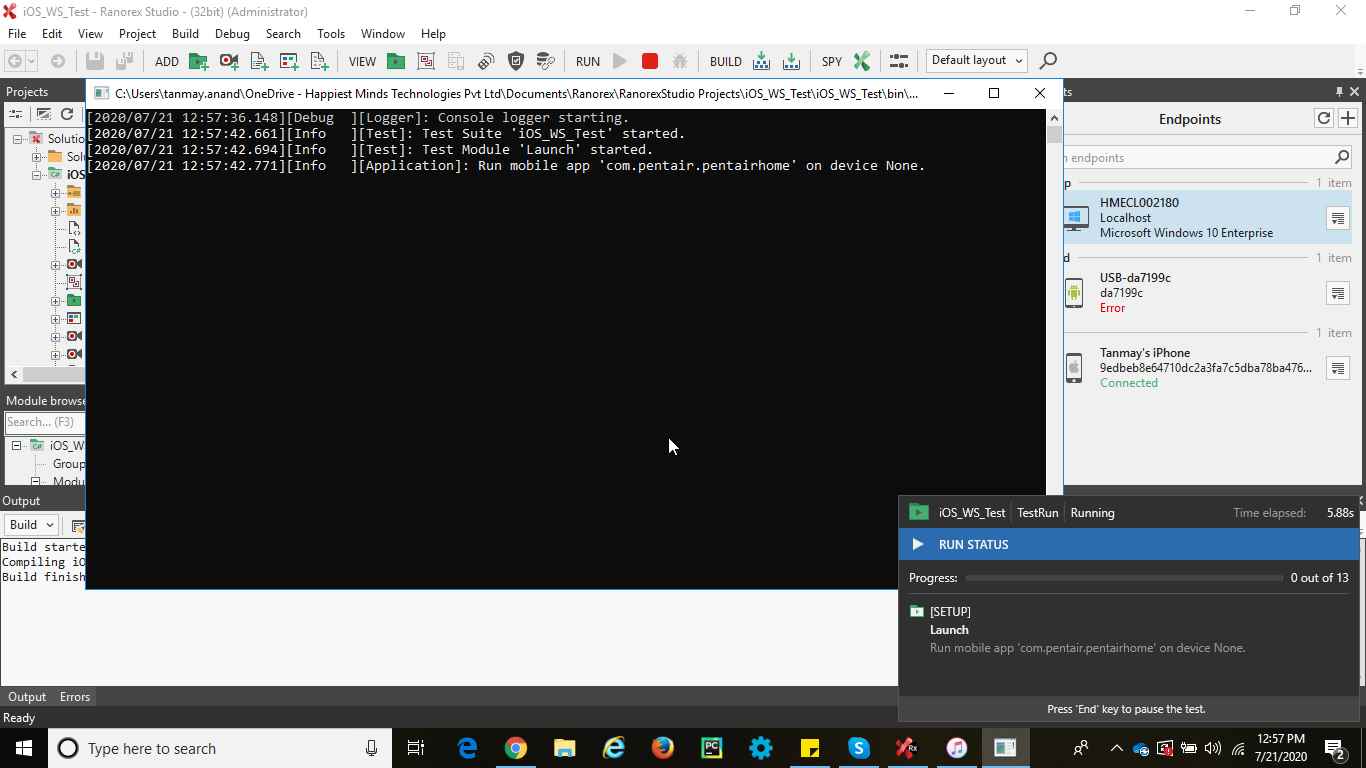 iOS_WS_Test - Ranorex Studio - (32bit) (Administrator)
File Edit View Project Build Debug Search Tools Window Help
ADD VIEW RUN BUILD SPY Default layout
Projects
C:\Users\tanmay.anand\OneDrive - Happiest Minds Technologies Pvt Ltd\Documents\Ranorex\RanorexStudio Projects\iOS_WS_Test\iOS_WS_Test\bin\...
ts
[2020/07/21 12:57:36.148][Debug  ][Logger]: Console logger starting.
[2020/07/21 12:57:42.661][Info   ][Test]: Test Suite 'iOS_WS_Test' started.
[2020/07/21 12:57:42.694][Info   ][Test]: Test Module 'Launch' started.
[2020/07/21 12:57:42.771][Info   ][Application]: Run mobile app 'com.pentair.pentairhome' on device None.
Solutio
Sol
iOS
Endpoints
endpoints
p 1 item
HMECL002180
Localhost
Microsoft Windows 10 Enterprise
d 1 item
USB-da7199c
da7199c
Error
1 item
Tanmay's iPhone
9edbeb8e64710dc2a3fa7c5dba78ba476...
Connected
Module browse
Search... (F3)
iOS_W
Group
Modu
Output
Build
Build starte
Compiling iO
Build finish
iOS_WS_Test TestRun Running Time elapsed: 5.88s
RUN STATUS
Progress: 0 out of 13
[SETUP]
Launch
Run mobile app 'com.pentair.pentairhome' on device None.
Press 'End' key to pause the test.
Output Errors
Ready
Type here to search
12:57 PM
7/21/2020
2